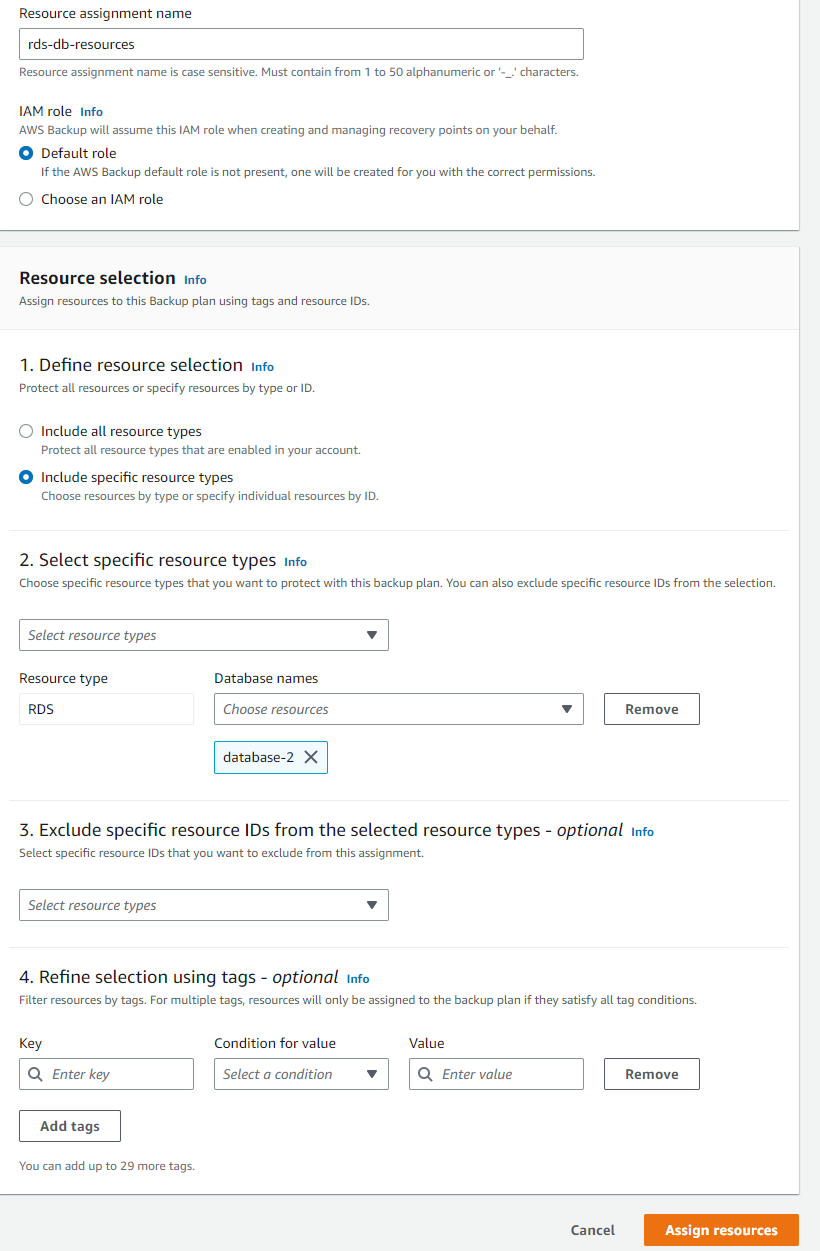 Resource assignment name
rds-db-resources
Resource assignment name is case sensitive. Must contain from 1 to 50 alphanumeric or '-_.' characters.
IAM role Info
AWS Backup will assume this IAM role when creating and managing recovery points on your behalf.
Default role
If the AWS Backup default role is not present, one will be created for you with the correct permissions.
Choose an IAM role
Resource selection Info
Assign resources to this Backup plan using tags and resource IDs.
1. Define resource selection Info
Protect all resources or specify resources by type or ID.
Include all resource types
Protect all resource types that are enabled in your account.
Include specific resource types
Choose resources by type or specify individual resources by ID.
2. Select specific resource types Info
Choose specific resource types that you want to protect with this backup plan. You can also exclude specific resource IDs from the selection.
Select resource types
Resource type Database names
RDS Choose resources Remove
database-2
3. Exclude specific resource IDs from the selected resource types - optional Info
Select specific resource IDs that you want to exclude from this assignment.
Select resource types
4. Refine selection using tags - optional Info
Filter resources by tags. For multiple tags, resources will only be assigned to the backup plan if they satisfy all tag conditions.
Key Condition for value Value
Enter key Select a condition Enter value Remove
Add tags
You can add up to 29 more tags.
Cancel Assign resources